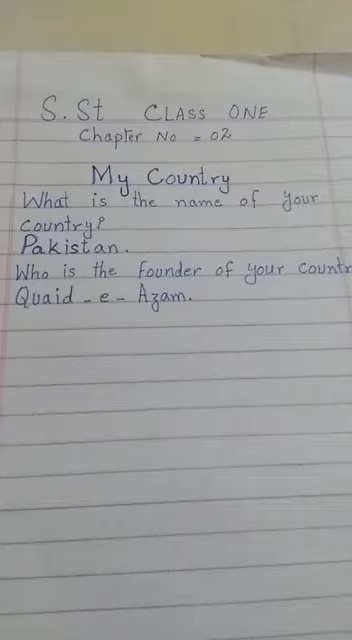 S.St CLASS ONE
Chapter No = 02
My Country
What is the name of your
Country?
Pakistan.
Who is the Founder of your Countr
Quaid-e-Azam.